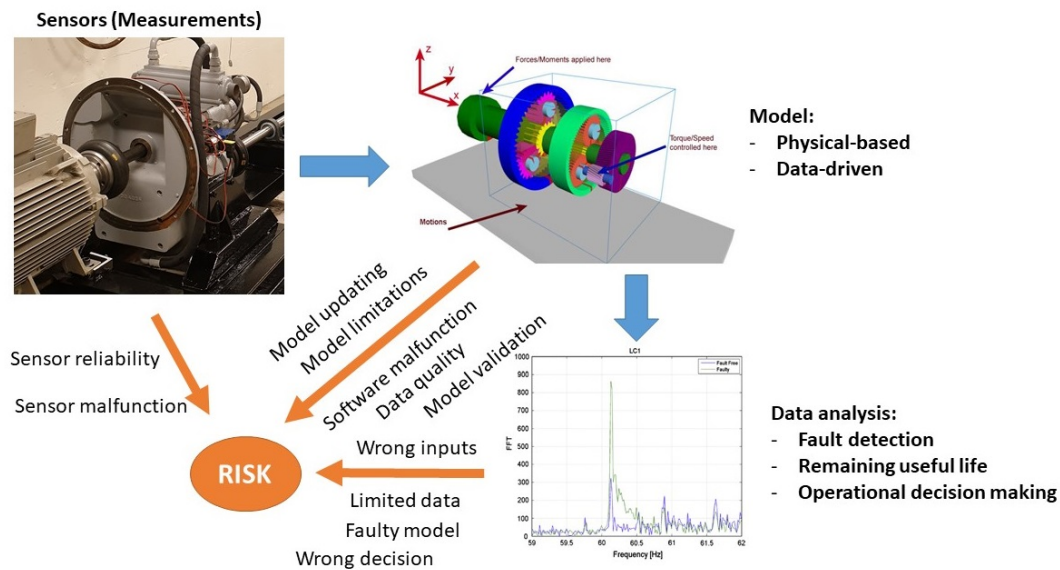 Sensors (Measurements)
z
y
x
Forces/Moments applied here
Torque/Speed
controlled here
Motions
Model:
- Physical-based
- Data-driven
Model updating
Model limitations
Software malfunction
Data quality
Model validation
Sensor reliability
Sensor malfunction
RISK
Wrong inputs
Limited data
Faulty model
Wrong decision
LC1
Fault Free
Faulty
FFT
1000
900
800
700
600
500
400
300
200
100
0
59 59.5 60 60.5 61 61.5 62
Frequency [Hz]
Data analysis:
- Fault detection
- Remaining useful life
- Operational decision making